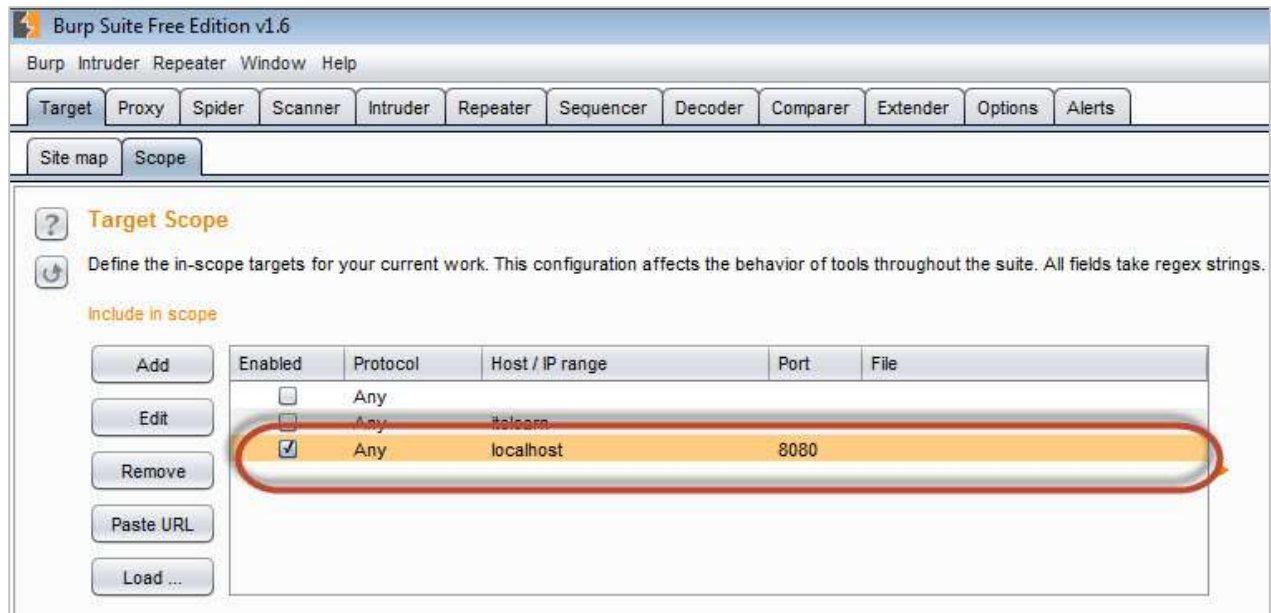 Burp Suite Free Edition v1.6
Burp Intruder Repeater Window Help
Target Proxy Spider Scanner Intruder Repeater Sequencer Decoder Comparer Extender Options Alerts
Site map Scope
? Target Scope
Define the in-scope targets for your current work. This configuration affects the behavior of tools throughout the suite. All fields take regex strings.
Include in scope
Add Enabled Protocol Host / IP range Port File
Any
Edit Any
Any localhost 8080
Remove
Paste URL
Load ...